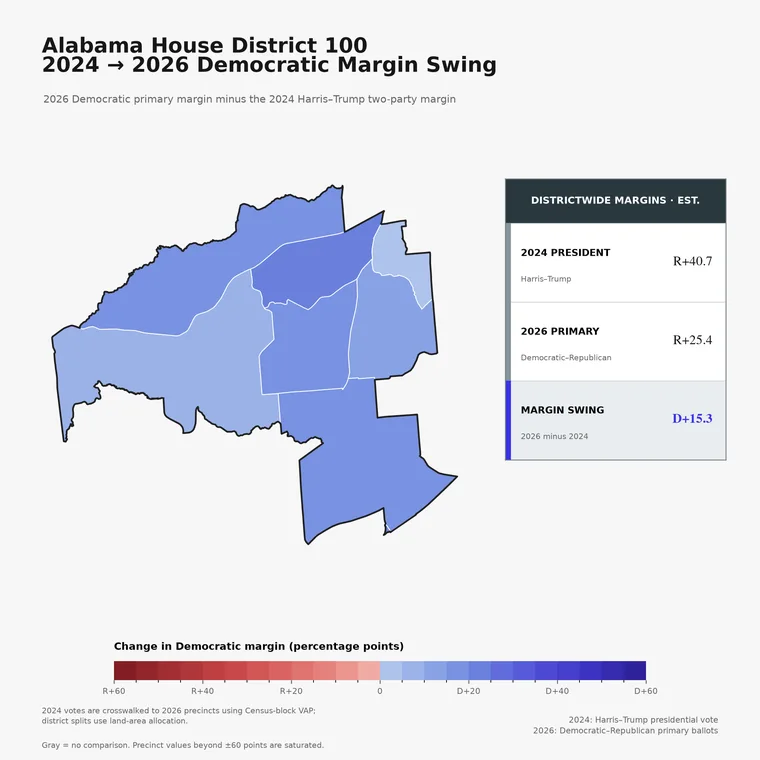 Alabama House District 100
2024 → 2026 Democratic Margin Swing
2026 Democratic primary margin minus the 2024 Harris–Trump two-party margin
DISTRICTWIDE MARGINS · EST.
2024 PRESIDENT
R+40.7
Harris–Trump
2026 PRIMARY
R+25.4
Democratic–Republican
MARGIN SWING
D+15.3
2026 minus 2024
Change in Democratic margin (percentage points)
R+60 R+40 R+20 0 D+20 D+40 D+60
2024 votes are crosswalked to 2026 precincts using Census-block VAP;
district splits use land-area allocation.
Gray = no comparison. Precinct values beyond ±60 points are saturated.
2024: Harris–Trump presidential vote
2026: Democratic–Republican primary ballots